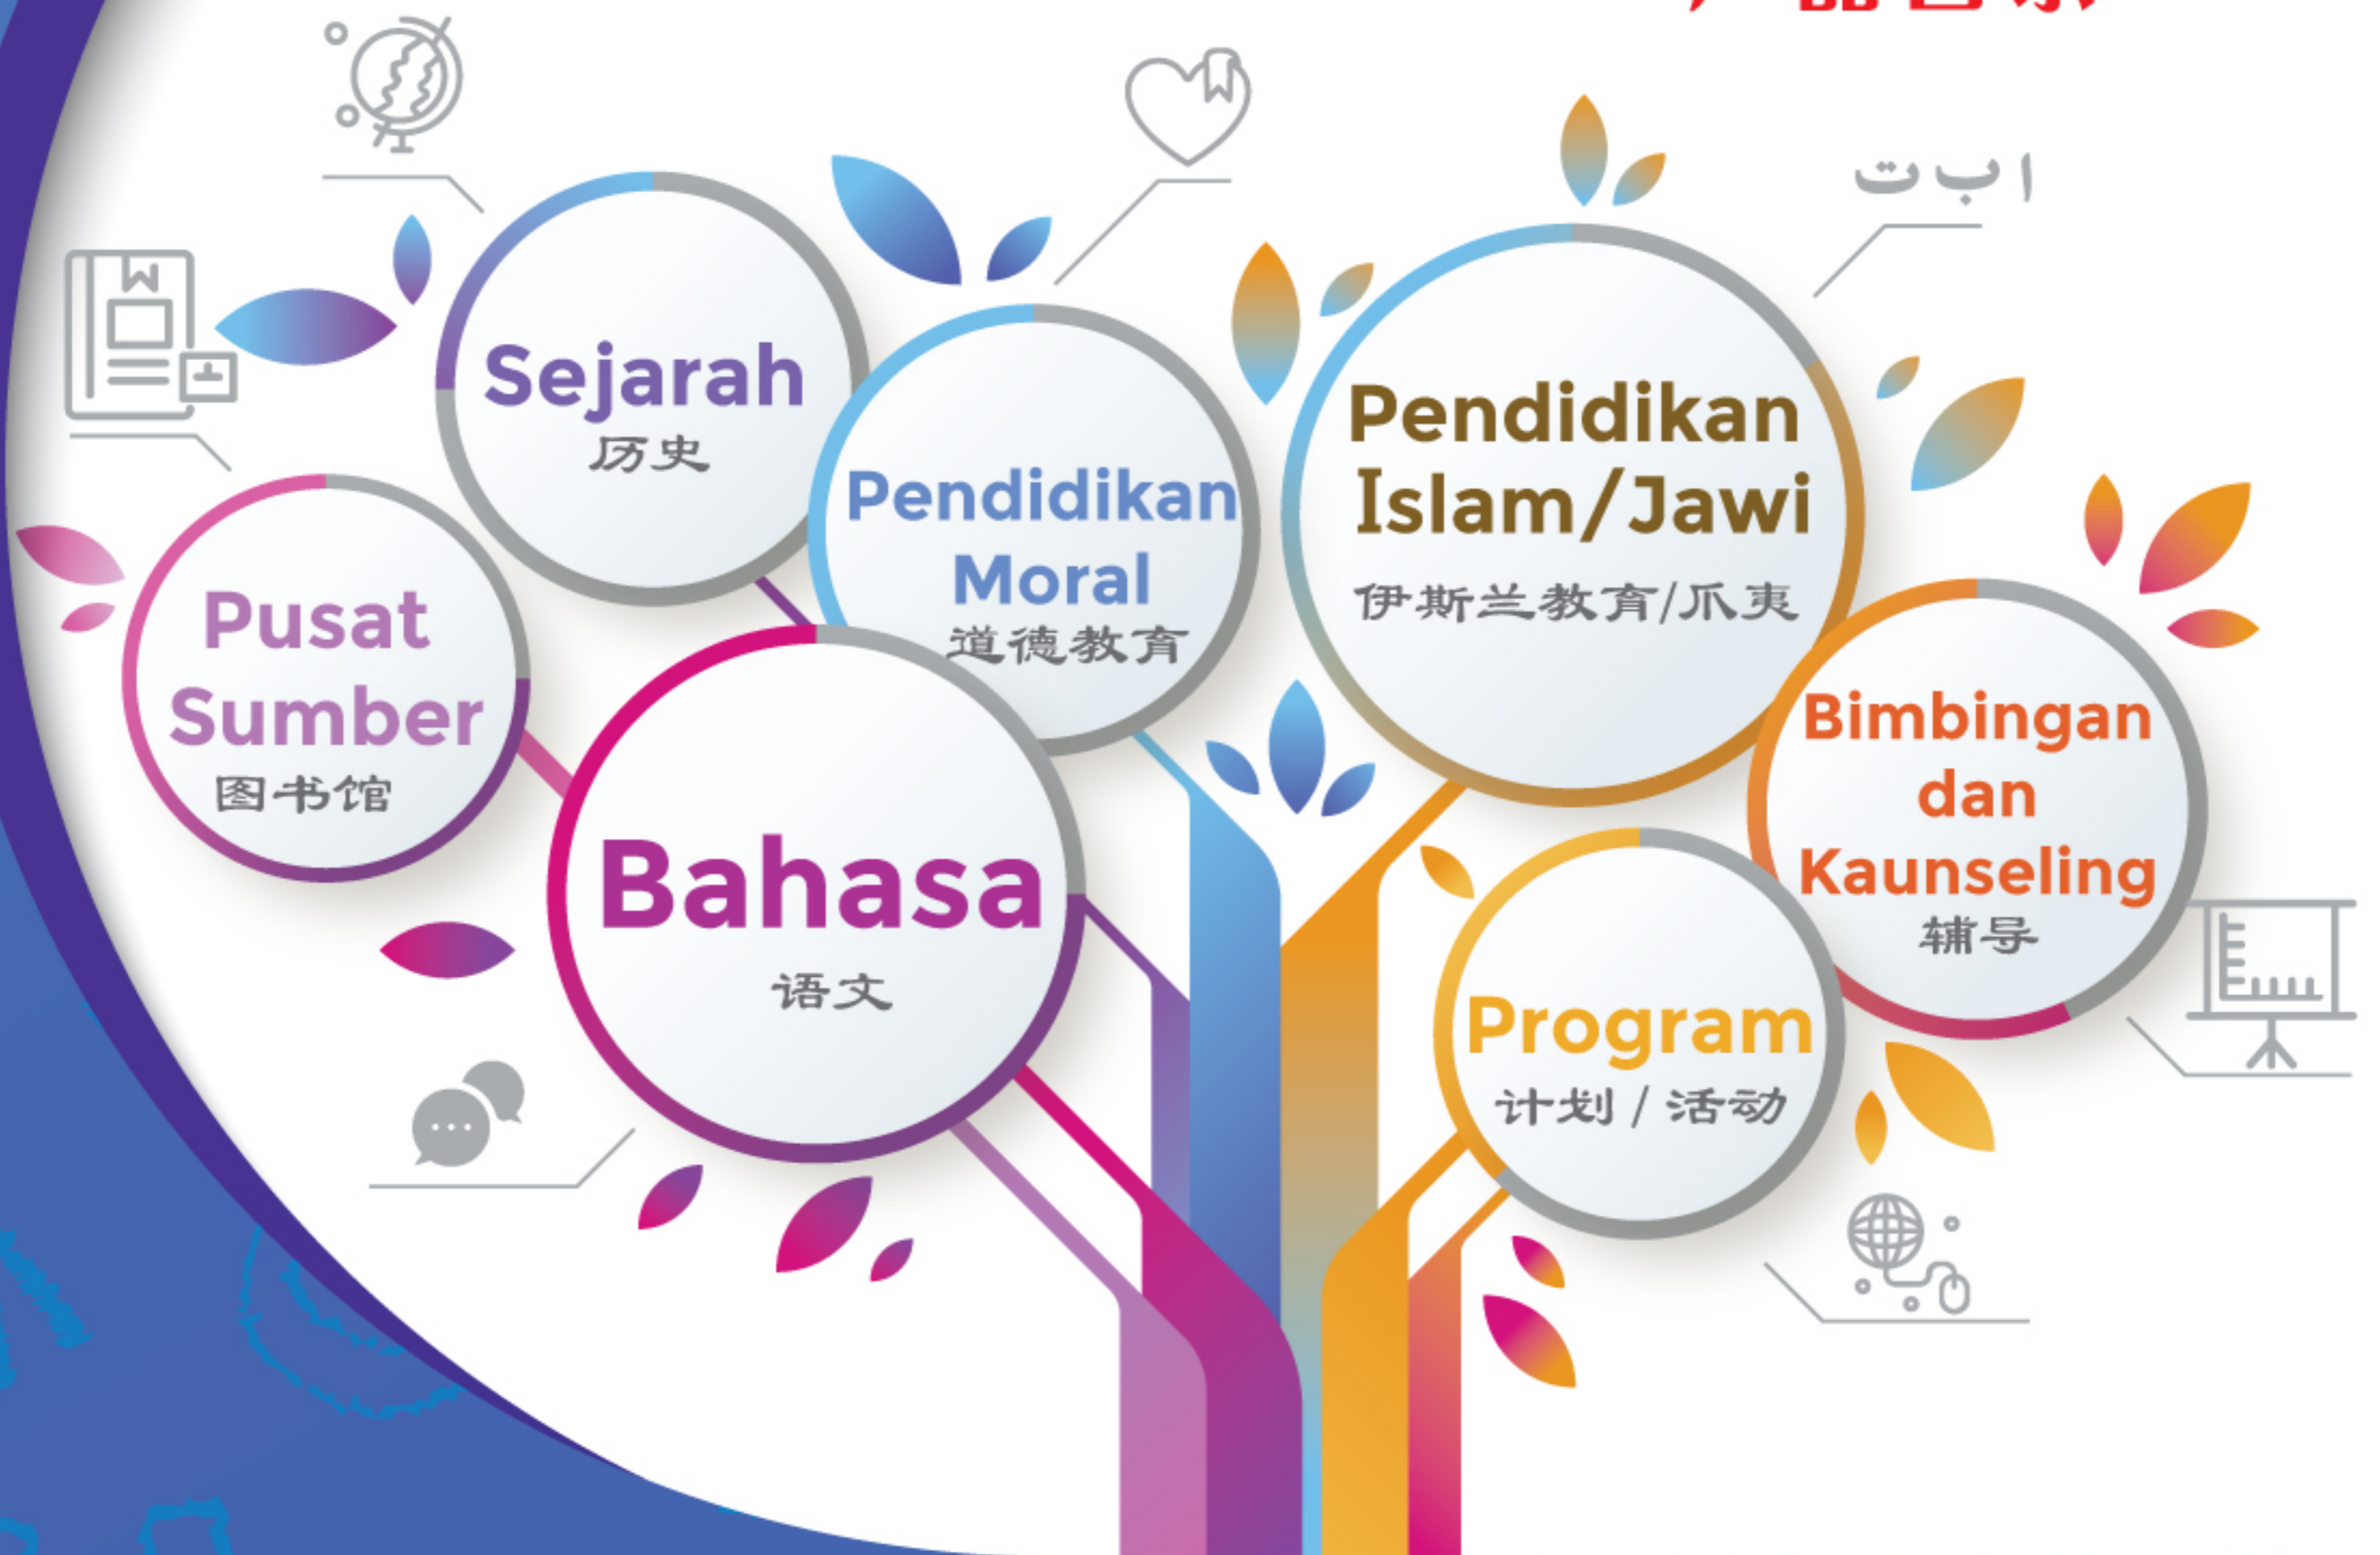 ا ب ت
Sejarah
历史
Pendidikan
Moral
道德教育
Pendidikan
Islam/Jawi
伊斯兰教育/爪夷
Pusat
Sumber
图书馆
Bahasa
语文
Bimbingan
dan
Kaunseling
辅导
Program
计划 / 活动